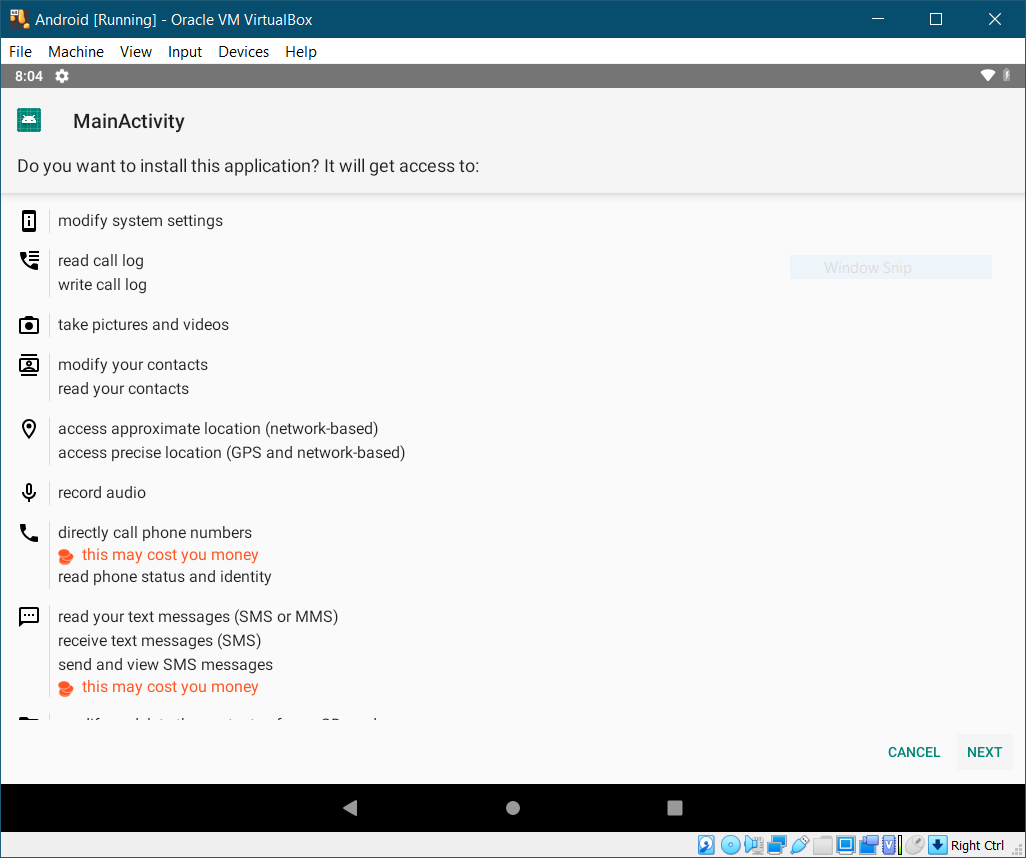 Android [Running] - Oracle VM VirtualBox
File Machine View Input Devices Help
8:04
MainActivity
Do you want to install this application? It will get access to:
modify system settings
read call log
write call log
Window Snip
take pictures and videos
modify your contacts
read your contacts
access approximate location (network-based)
access precise location (GPS and network-based)
record audio
directly call phone numbers
this may cost you money
read phone status and identity
read your text messages (SMS or MMS)
receive text messages (SMS)
send and view SMS messages
this may cost you money
CANCEL NEXT
Right Ctrl